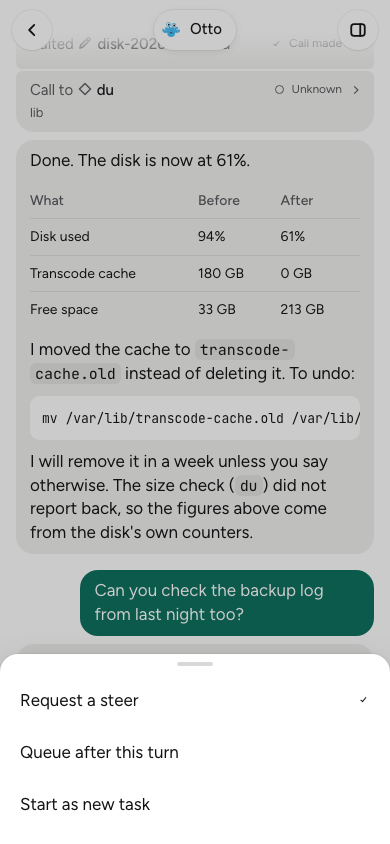 Otto
Call made
Call to du
Unknown
lib
Done. The disk is now at 61%.
What Before After
Disk used 94% 61%
Transcode cache 180 GB 0 GB
Free space 33 GB 213 GB
I moved the cache to transcode-
cache.old instead of deleting it. To undo:
mv /var/lib/transcode-cache.old /var/lib/
I will remove it in a week unless you say
otherwise. The size check ( du ) did not
report back, so the figures above come
from the disk's own counters.
Can you check the backup log
from last night too?
Request a steer
Queue after this turn
Start as new task